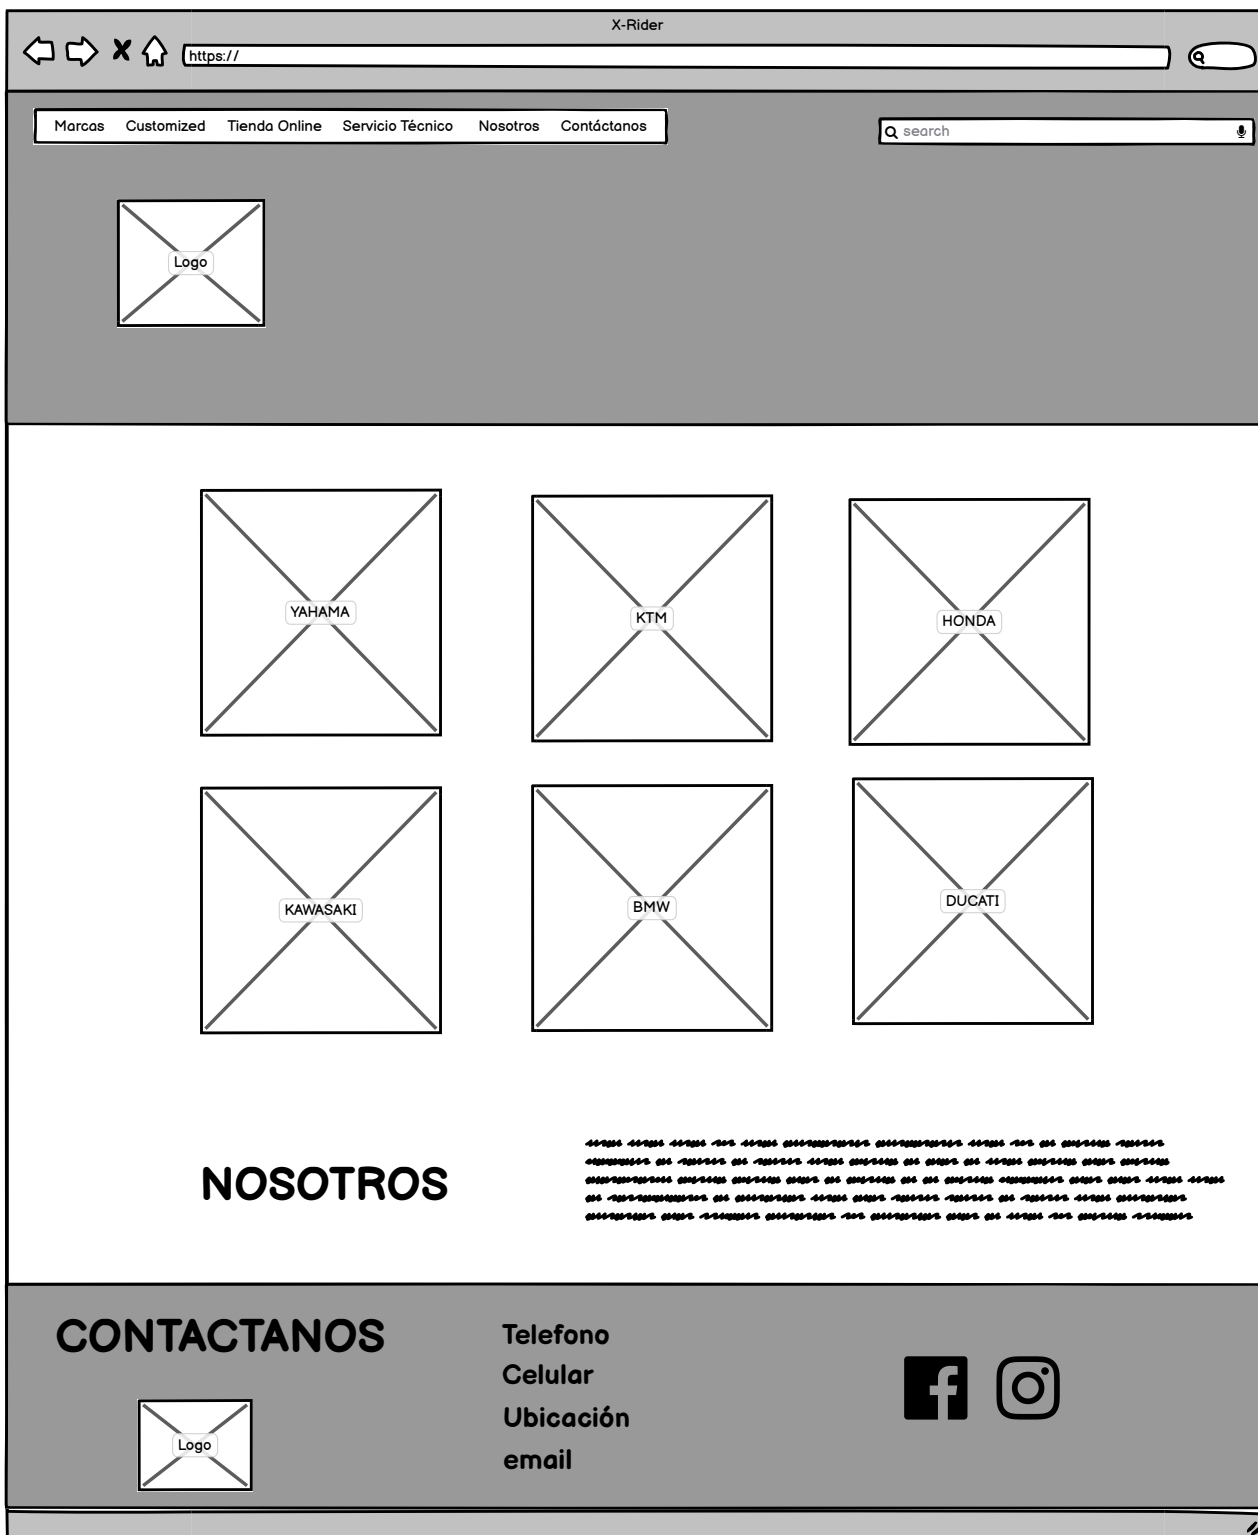 X-Rider
https://
Marcas Customized Tienda Online Servicio Técnico Nosotros Contáctanos
search
Logo
YAHAMA KTM HONDA
KAWASAKI BMW DUCATI
NOSOTROS
CONTACTANOS
Telefono
Celular
Ubicación
email
Logo